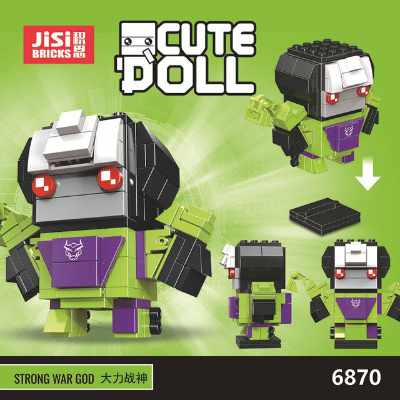 JiSi
BRICKS
积思
CUTE
DOLL
STRONG WAR GOD 大力战神
6870